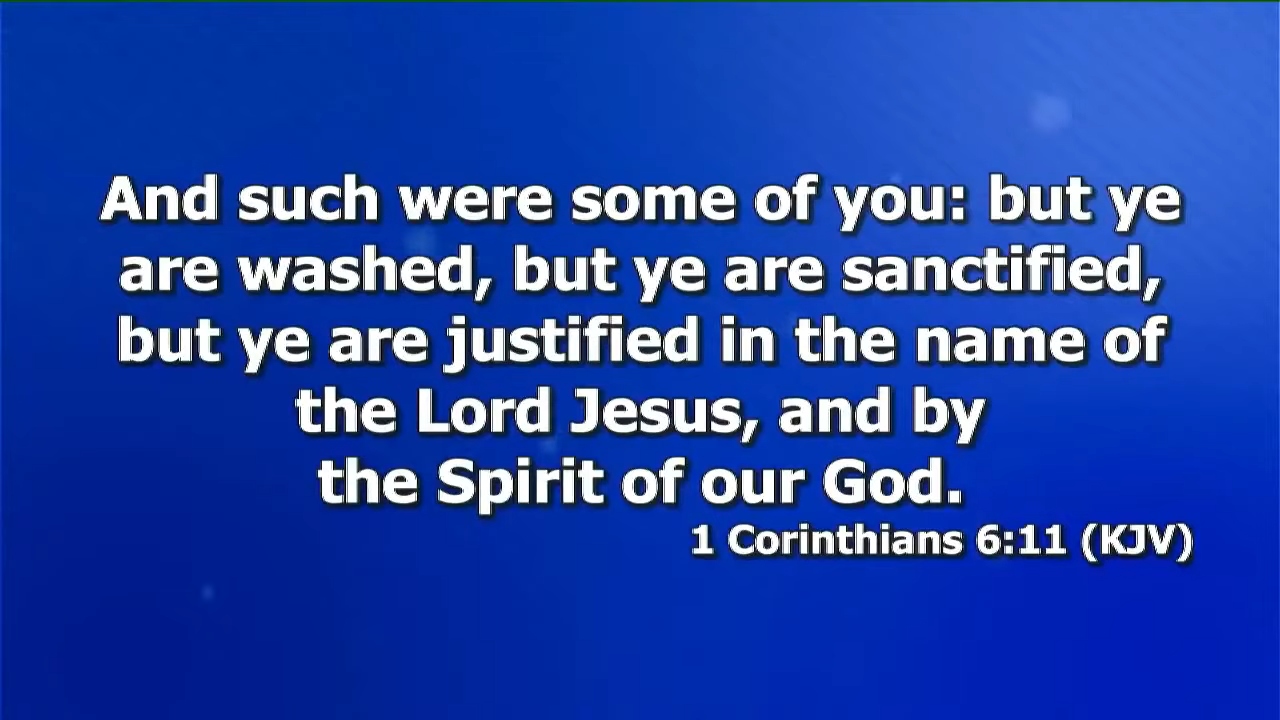 And such were some of you: but ye
are washed, but ye are sanctified,
but ye are justified in the name of
the Lord Jesus, and by
the Spirit of our God.
1 Corinthians 6:11 (KJV)